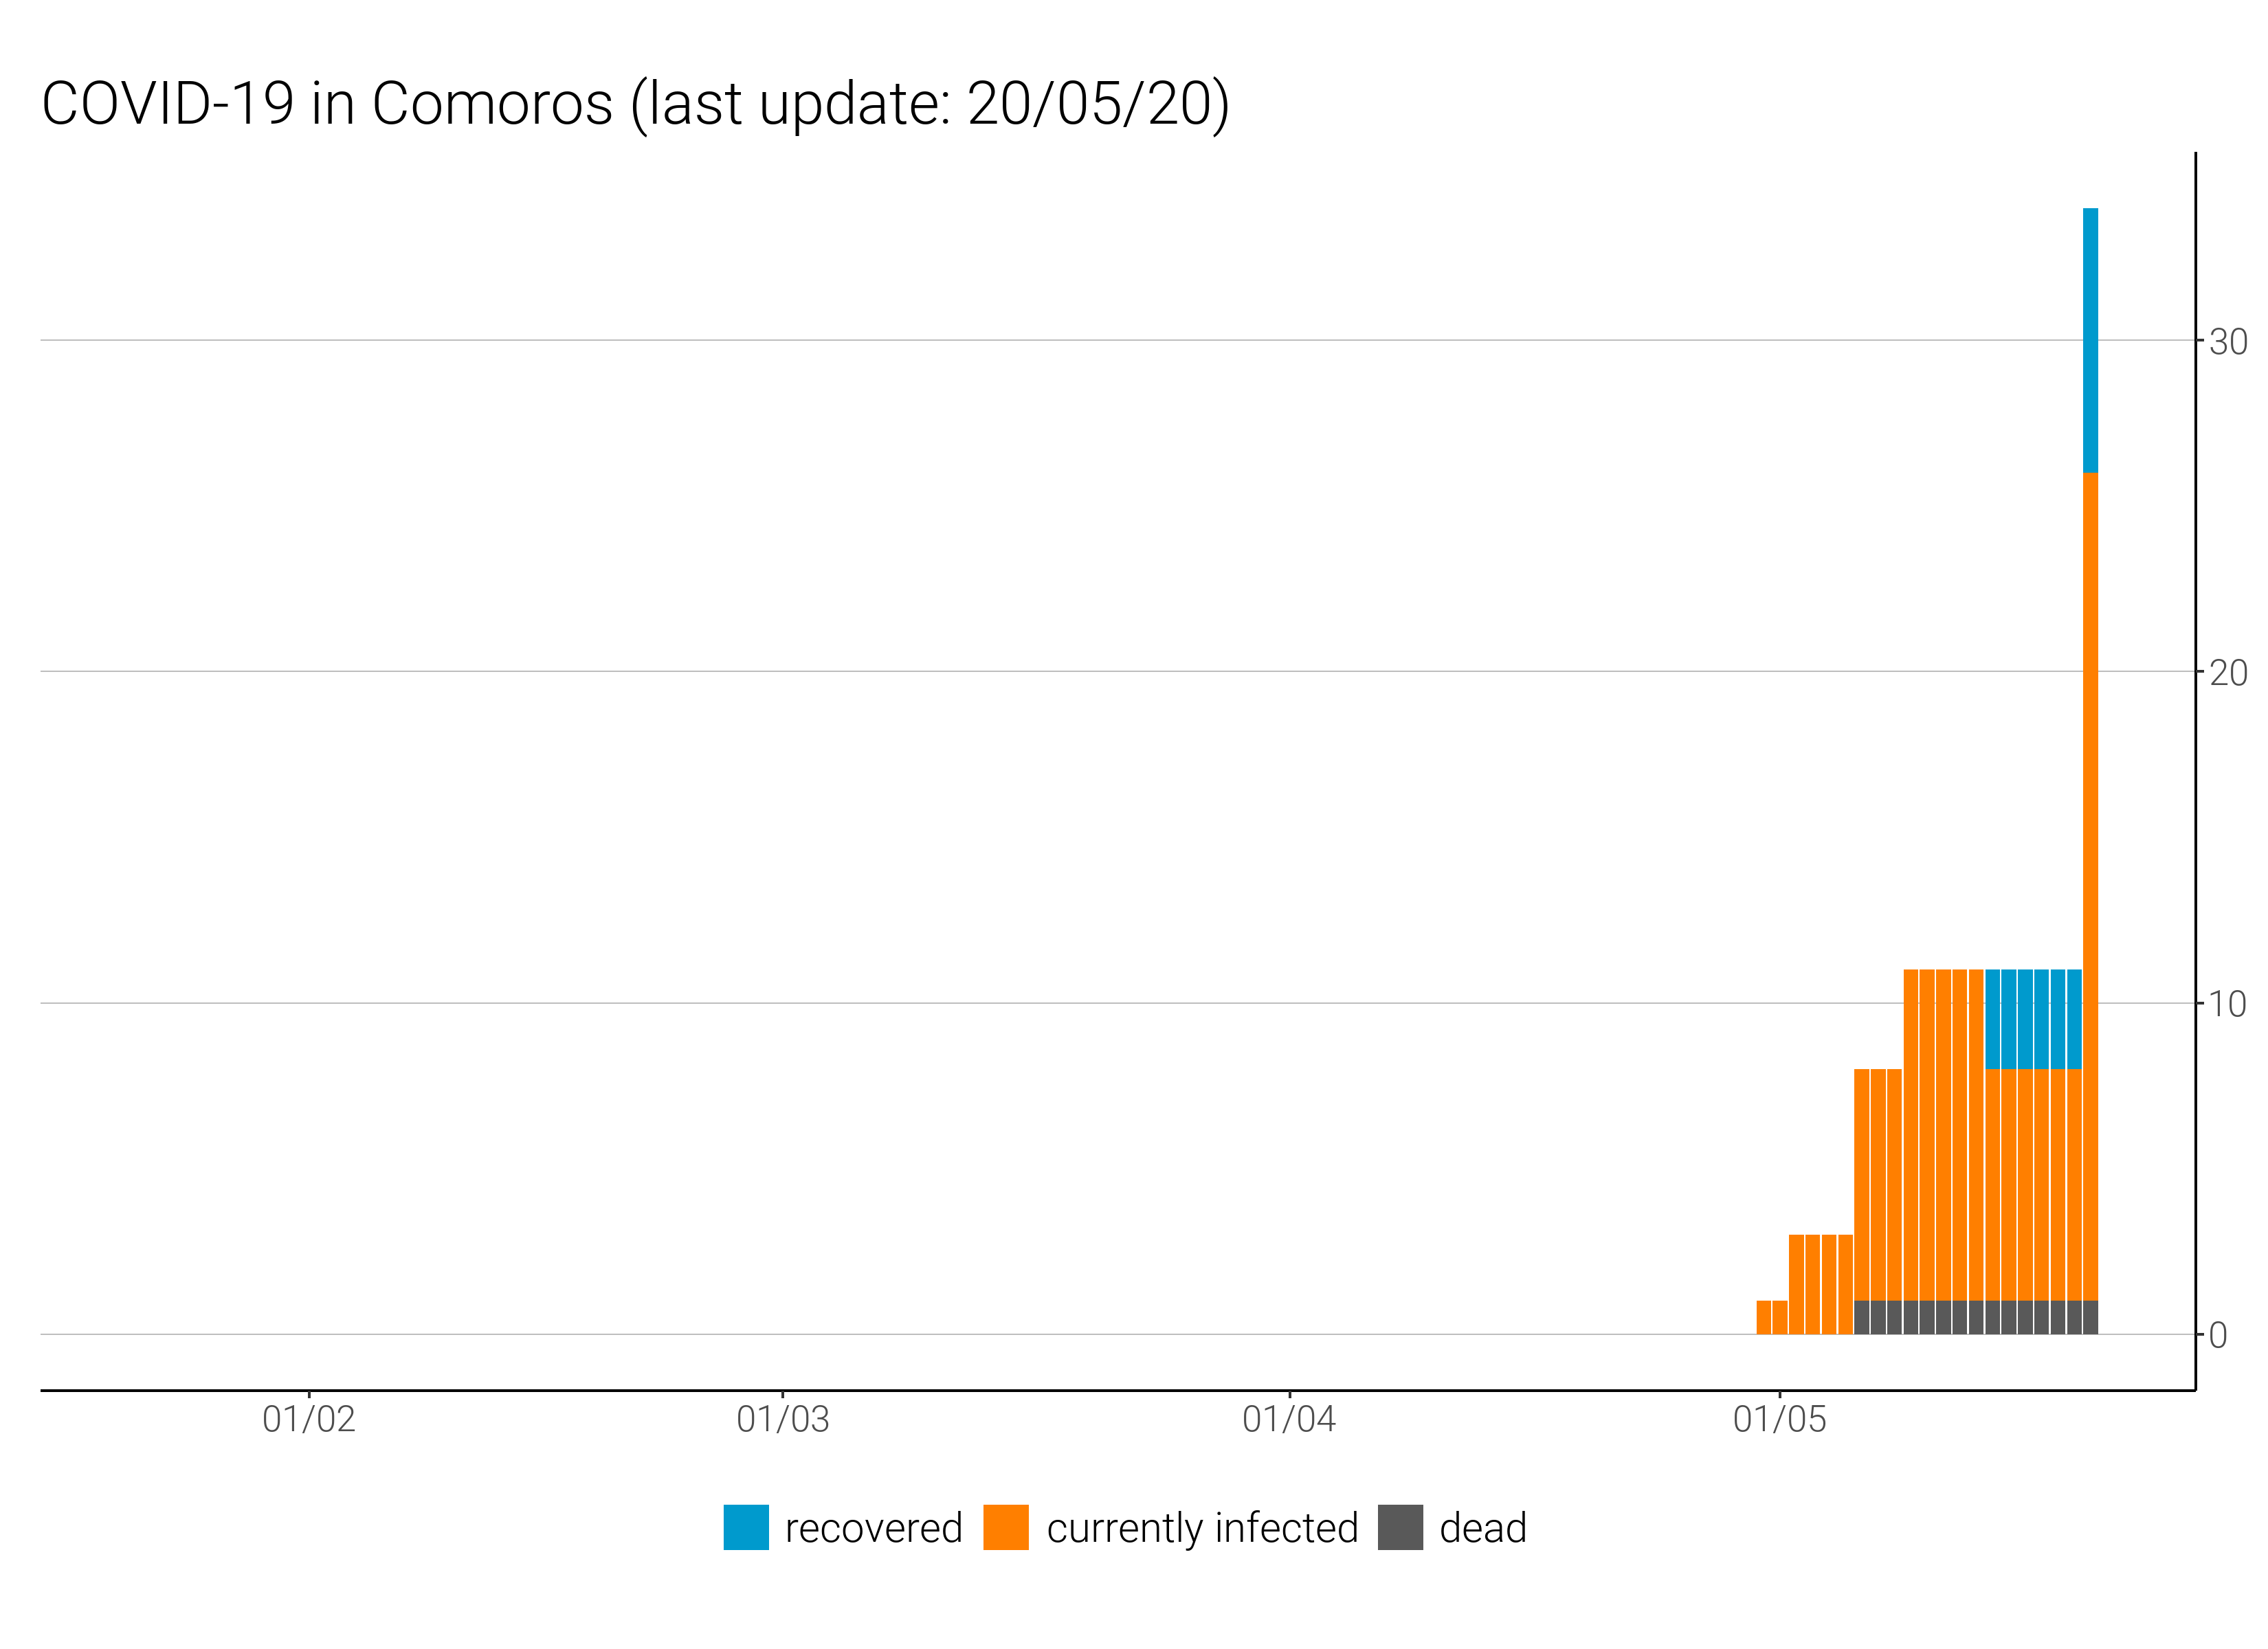 COVID-19 in Comoros (last update: 20/05/20)
30
20
10
0
01/02 01/03 01/04 01/05
recovered currently infected dead